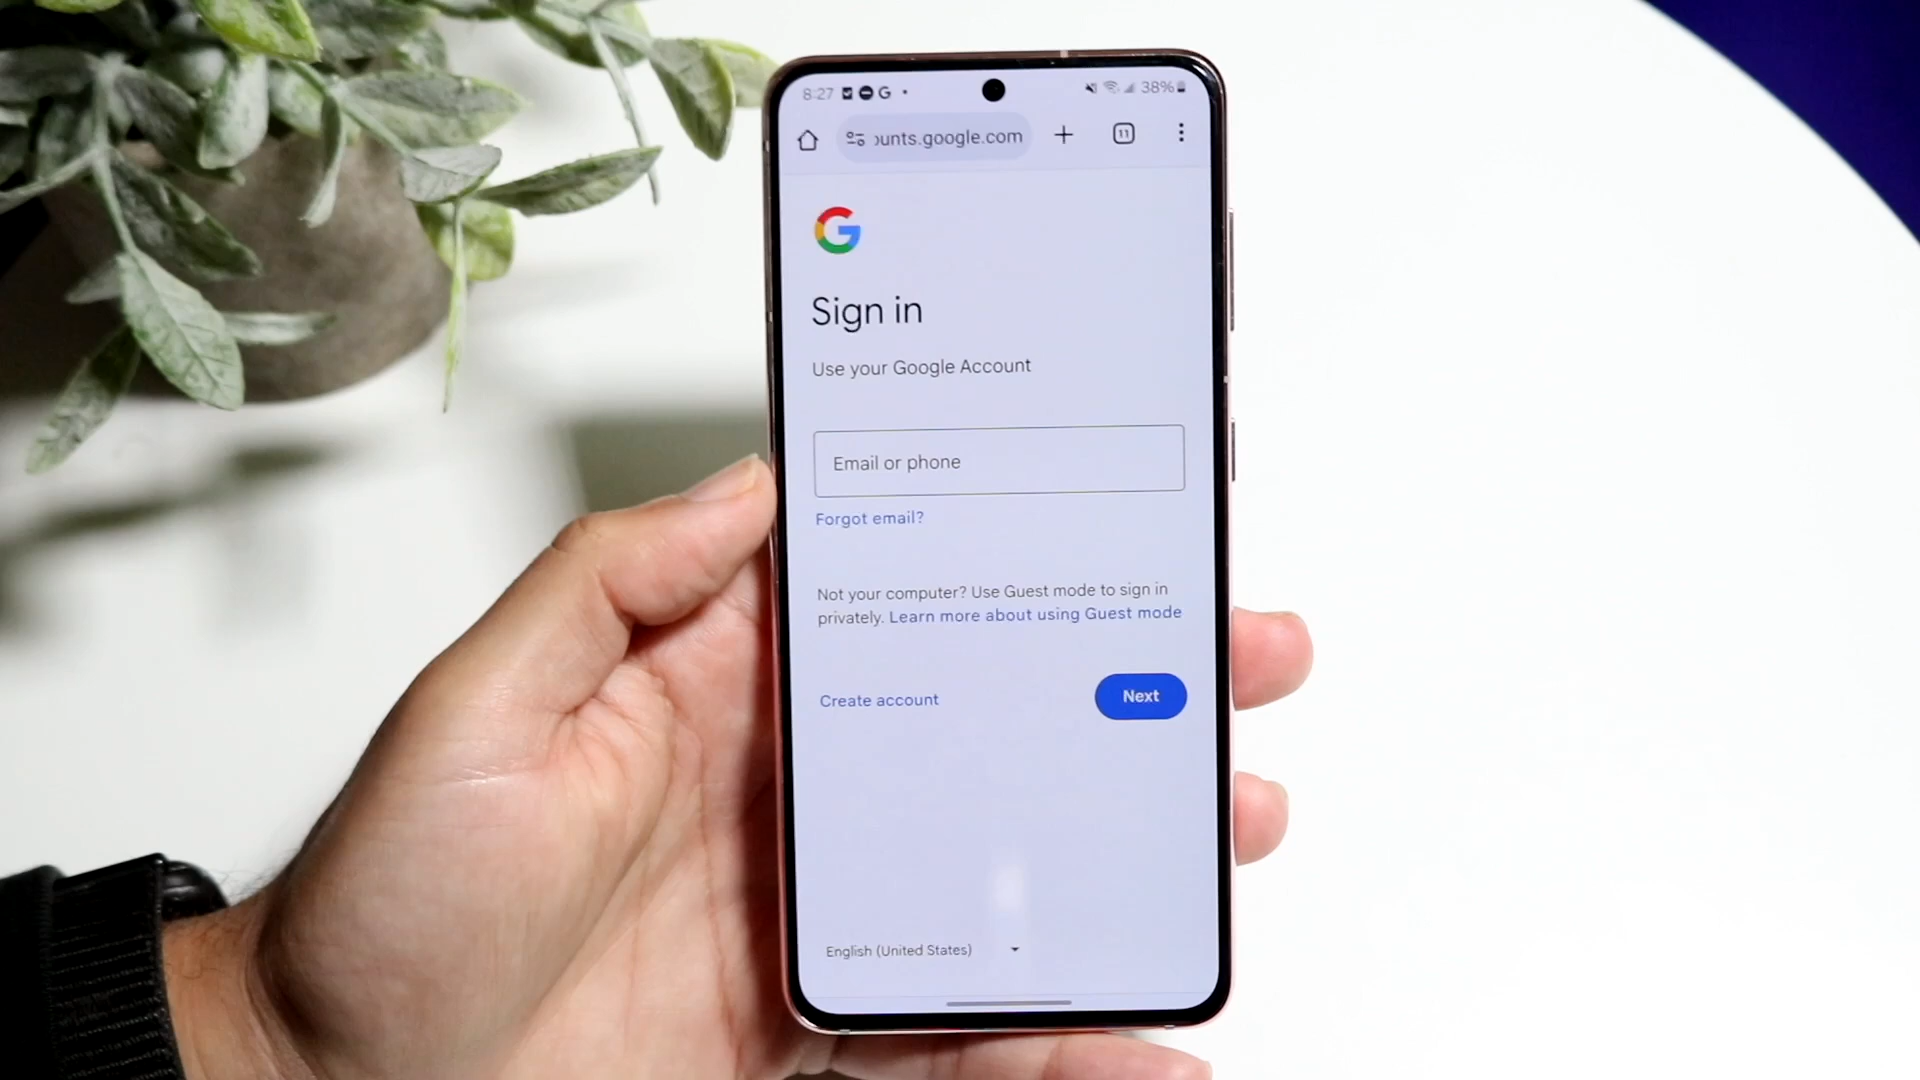 8:27 G 38%
ounts.google.com 11
G
Sign in
Use your Google Account
Email or phone
Forgot email?
Not your computer? Use Guest mode to sign in
privately. Learn more about using Guest mode
Create account Next
English (United States)